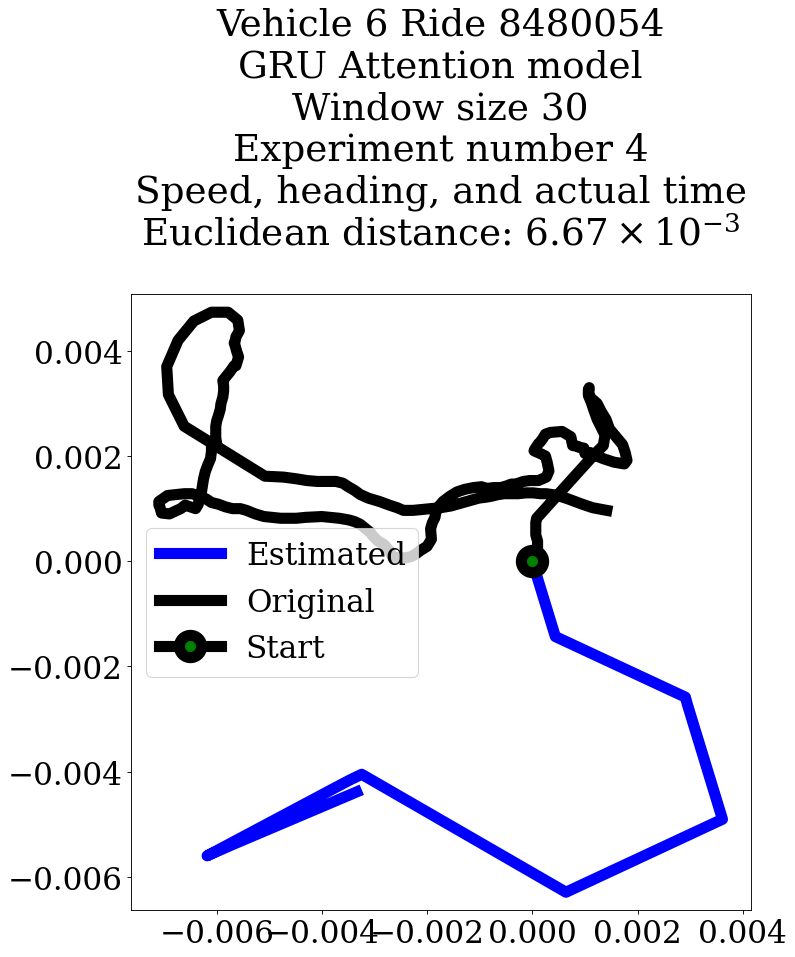 Vehicle 6 Ride 8480054
GRU Attention model
Window size 30
Experiment number 4
Speed, heading, and actual time
Euclidean distance: 6.67 × 10⁻³
0.004
0.002
0.000
−0.002
−0.004
−0.006
Estimated
Original
Start
−0.006 −0.004 −0.002 0.000 0.002 0.004